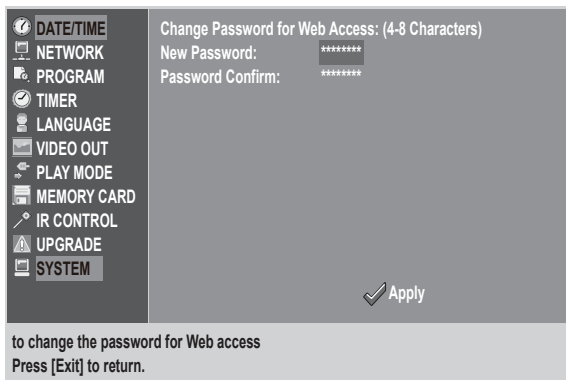 DATE/TIME
NETWORK
PROGRAM
TIMER
LANGUAGE
VIDEO OUT
PLAY MODE
MEMORY CARD
IR CONTROL
UPGRADE
SYSTEM
Change Password for Web Access: (4-8 Characters)
New Password: ********
Password Confirm: ********
Apply
to change the password for Web access
Press [Exit] to return.